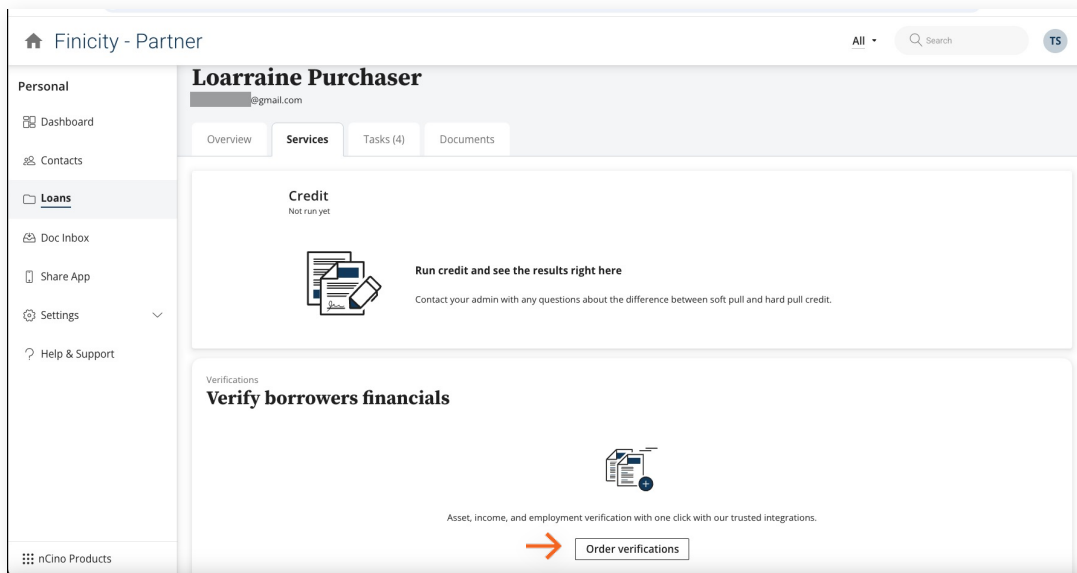 Finicity - Partner
All
Search
TS
Personal
Dashboard
Contacts
Loans
Doc Inbox
Share App
Settings
Help & Support
nCino Products
Loarraine Purchaser
@gmail.com
Overview
Services
Tasks (4)
Documents
Credit
Not run yet
Run credit and see the results right here
Contact your admin with any questions about the difference between soft pull and hard pull credit.
Verifications
Verify borrowers financials
Asset, income, and employment verification with one click with our trusted integrations.
Order verifications